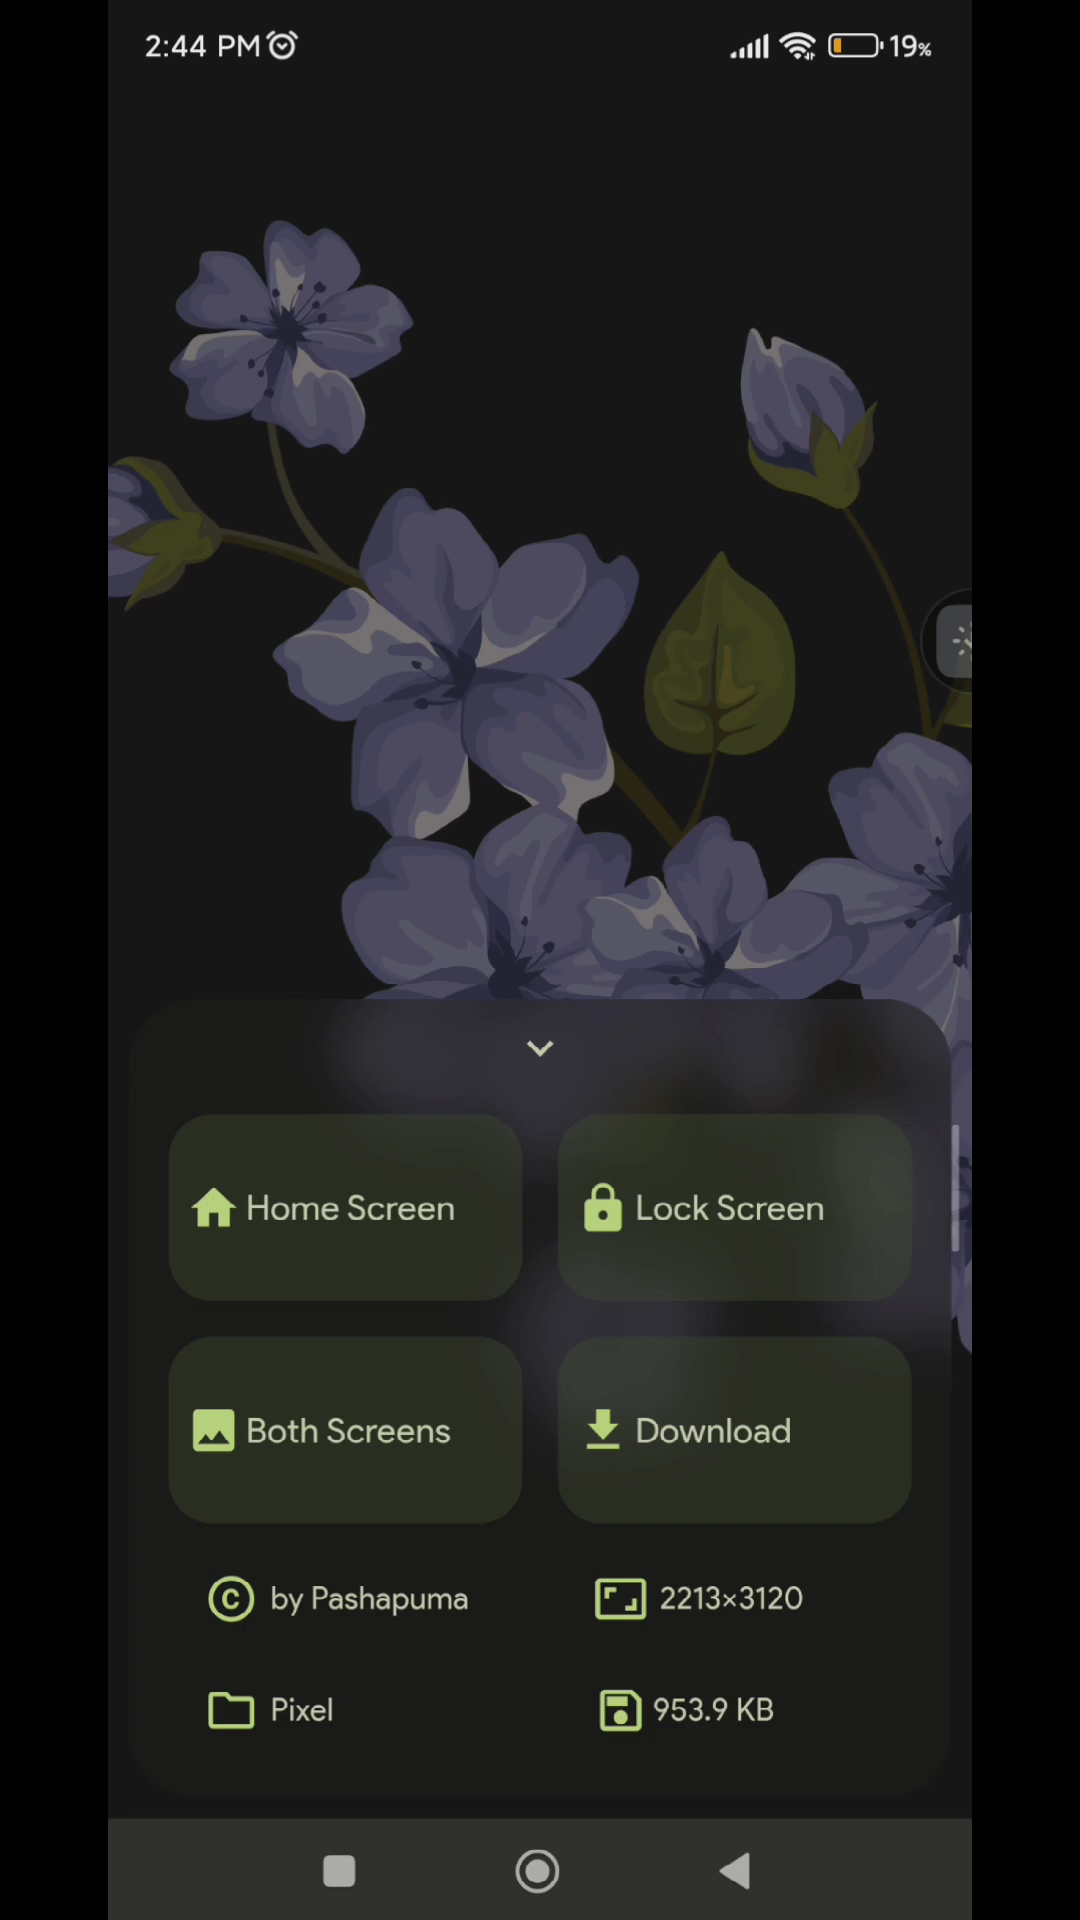 2:44 PM 19%
Home Screen
Lock Screen
Both Screens
Download
by Pashapuma
2213×3120
Pixel
953.9 KB